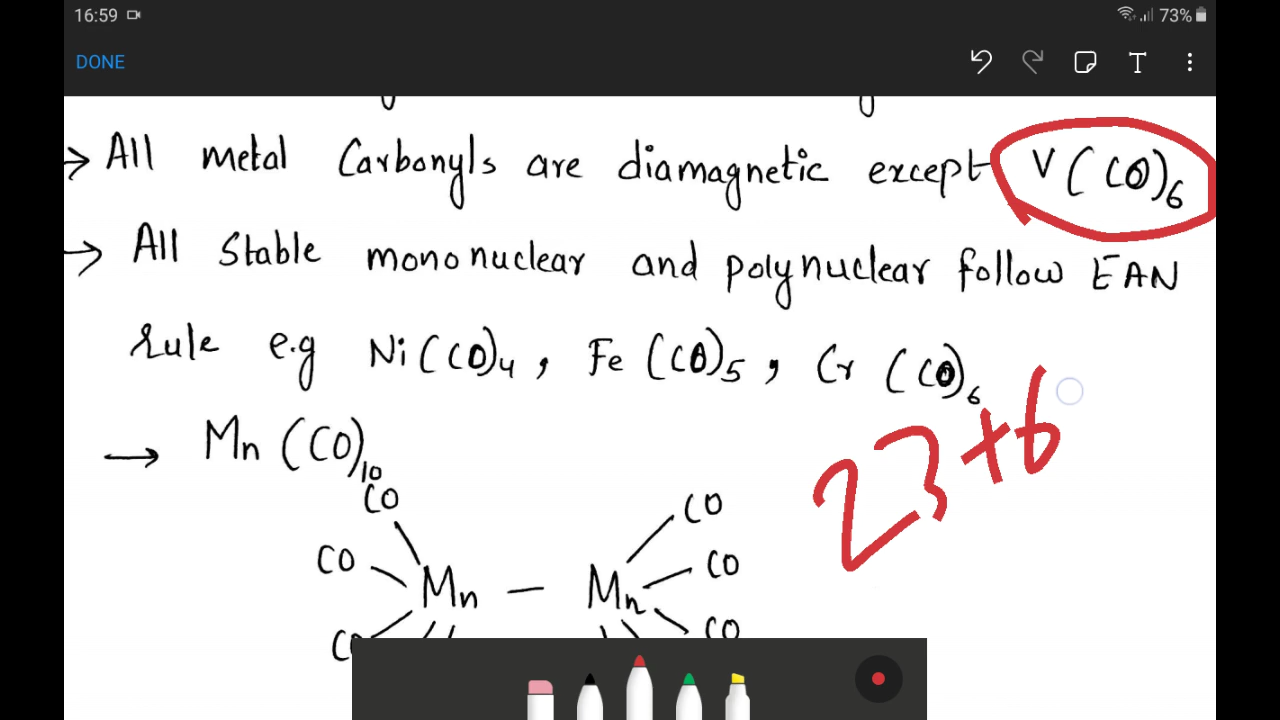 16:59 73%
DONE T
→ All metal Carbonyls are diamagnetic except V(CO)6
→ All Stable mononuclear and polynuclear follow EAN
rule e.g Ni(CO)4, Fe(CO)5, Cr(CO)6
23+6
→ Mn(CO)10
CO CO
CO CO
Mn — Mn
CO CO